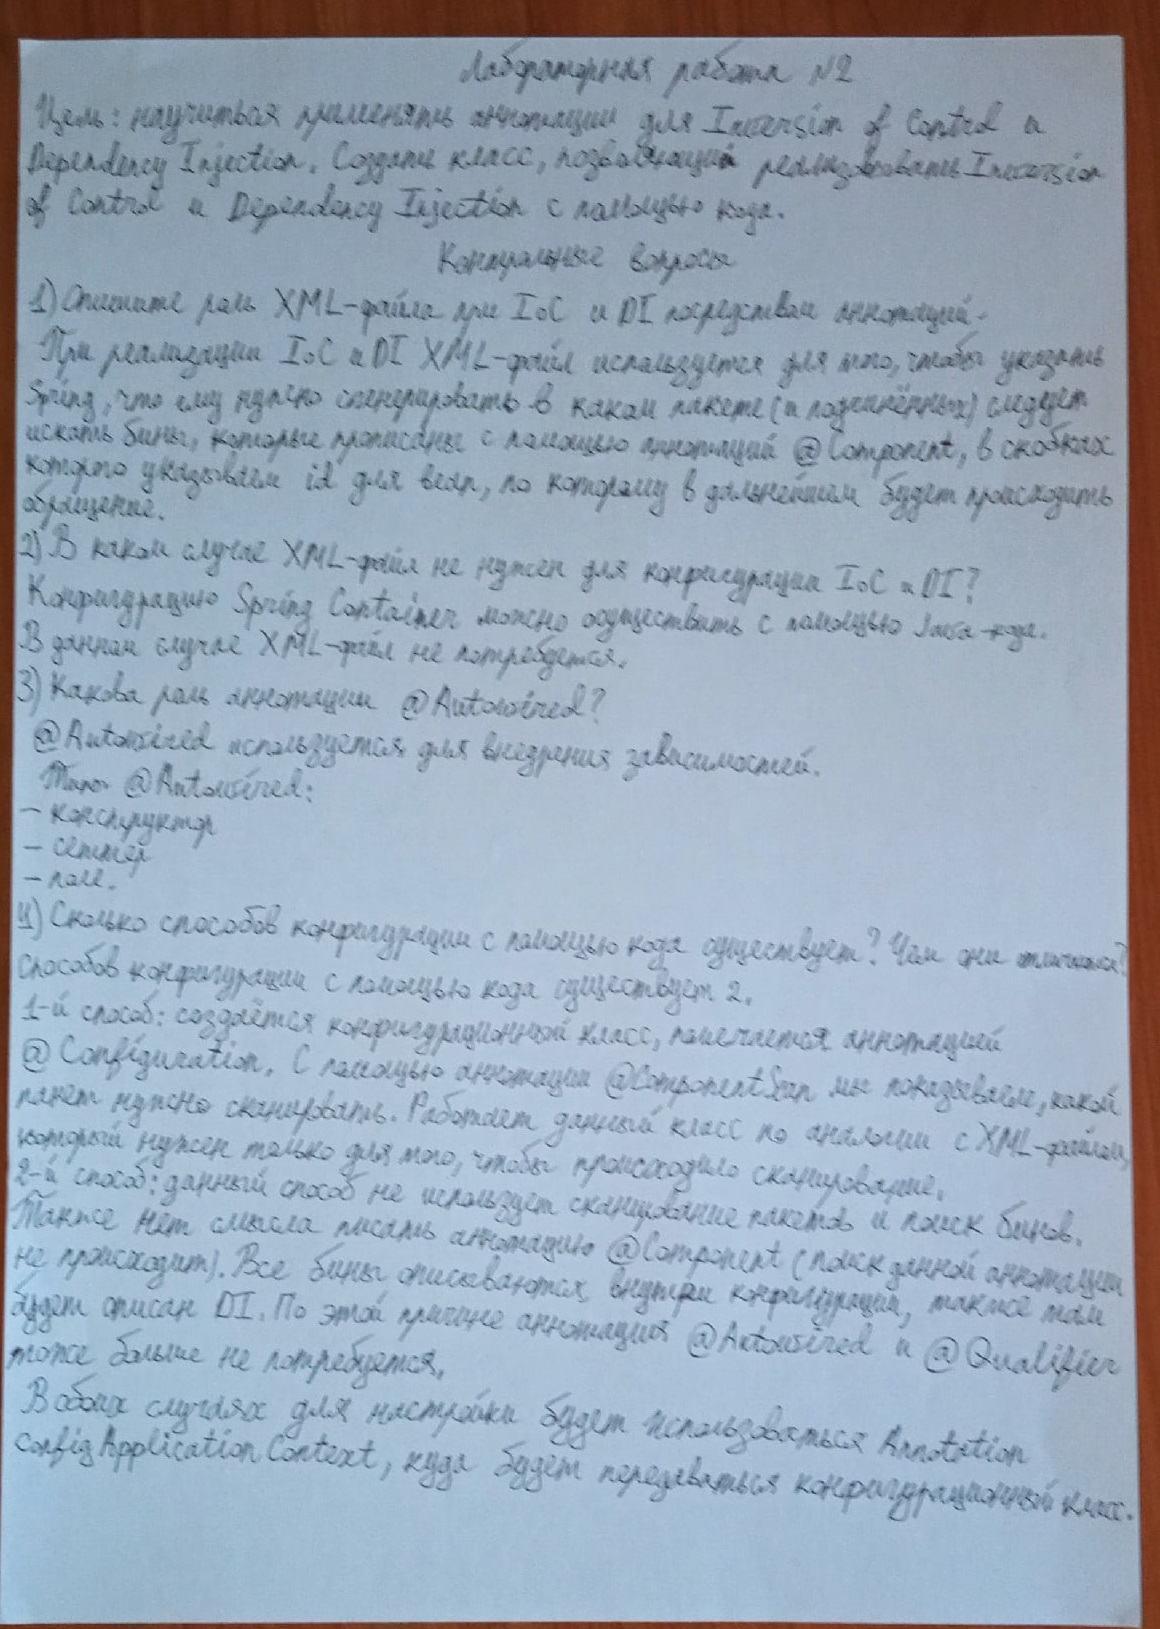 Лабораторная работа №2
Цель: научиться применять аннотации для Inversion of Control и
Dependency Injection. Создать класс, позволяющий реализовывать Inversion
of Control и Dependency Injection с помощью кода.
Контрольные вопросы
1) Опишите роль XML-файла при IoC и DI посредством аннотаций.
При реализации IoC и DI XML-файл используется для того, чтобы указать
Spring, что ему нужно сгенерировать в каком пакете (и подчинённых) следует
искать бины, которые прописаны с помощью аннотаций @Component, в скобках
которого указываем id для bean, по которому в дальнейшем будет происходить
обращение.
2) В каком случае XML-файл не нужен для конфигурации IoC и DI?
Конфигурацию Spring Container можно осуществить с помощью Java-кода.
В данном случае XML-файл не потребуется.
3) Какова роль аннотации @Autowired?
@Autowired используется для внедрения зависимостей.
Типы @Autowired:
– конструктор
– сеттер
– поле.
4) Сколько способов конфигурации с помощью кода существует? Чем они отличаются?
Способов конфигурации с помощью кода существует 2.
1-й способ: создаётся конфигурационный класс, помечается аннотацией
@Configuration. С помощью аннотации @ComponentScan мы показываем, какой
пакет нужно сканировать. Работает данный класс по аналогии с XML-файлом,
который нужен только для того, чтобы происходило сканирование.
2-й способ: данный способ не использует сканирование пакетов и поиск бинов.
Также нет смысла писать аннотацию @Component (поиск данной аннотации
не происходит). Все бины описываются внутри конфигурации, также там
будет описан DI. По этой причине аннотация @Autowired и @Qualifier
тоже больше не потребуется.
В обоих случаях для настройки будет использоваться Annotation
Config Application Context, куда будет передаваться конфигурационный класс.